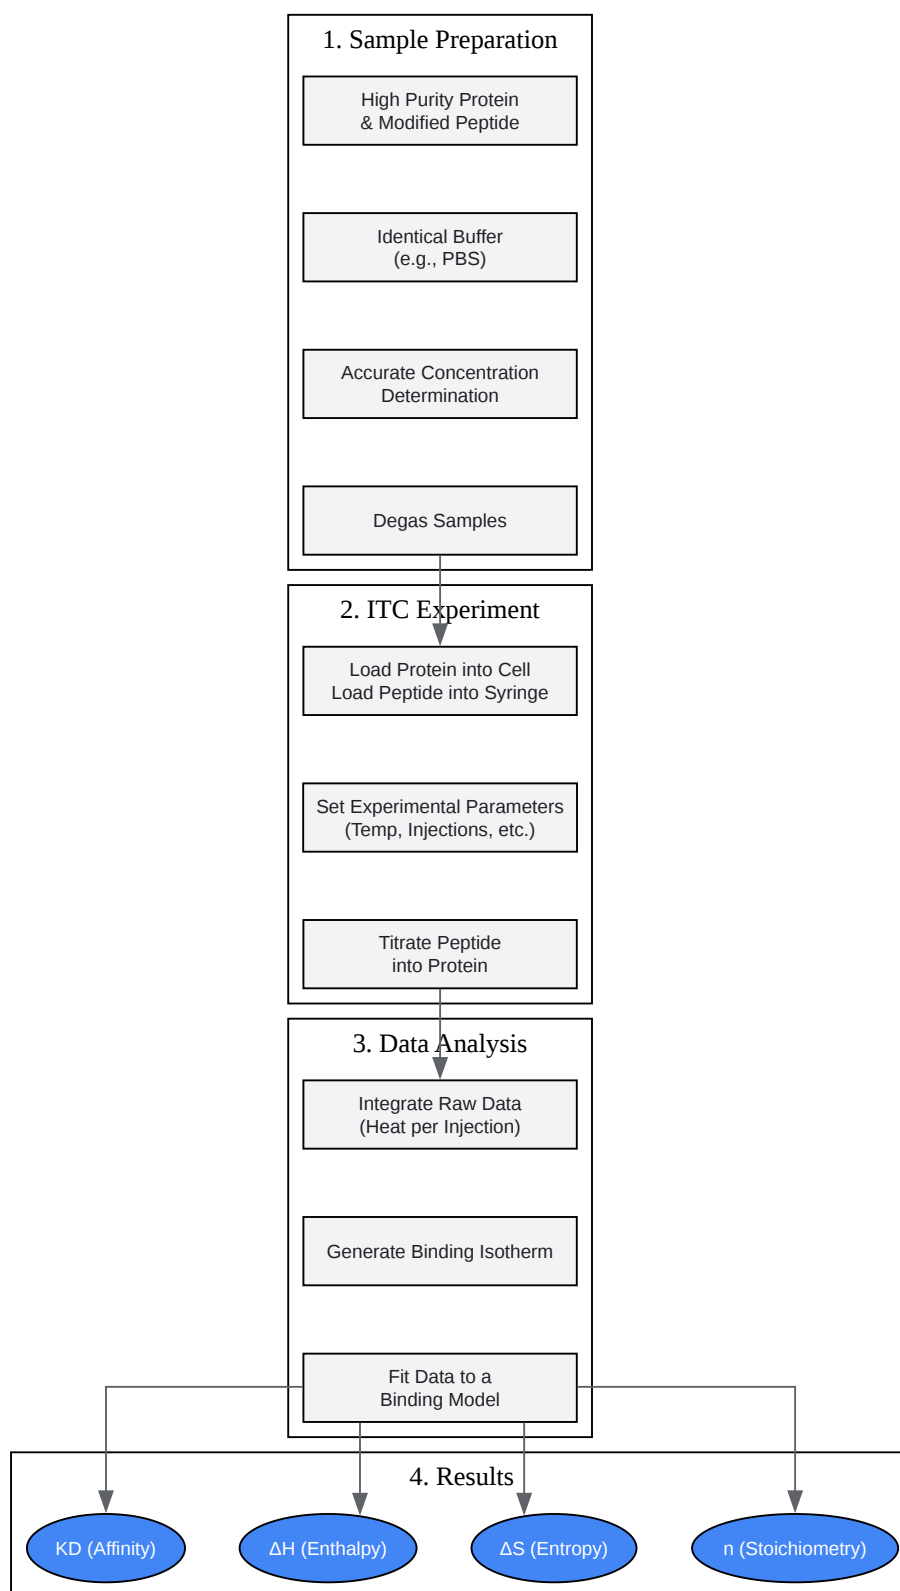 1. Sample Preparation
High Purity Protein
& Modified Peptide
Identical Buffer
(e.g., PBS)
Accurate Concentration
Determination
Degas Samples
2. ITC Experiment
Load Protein into Cell
Load Peptide into Syringe
Set Experimental Parameters
(Temp, Injections, etc.)
Titrate Peptide
into Protein
3. Data Analysis
Integrate Raw Data
(Heat per Injection)
Generate Binding Isotherm
Fit Data to a
Binding Model
4. Results
KD (Affinity)
ΔH (Enthalpy)
ΔS (Entropy)
n (Stoichiometry)